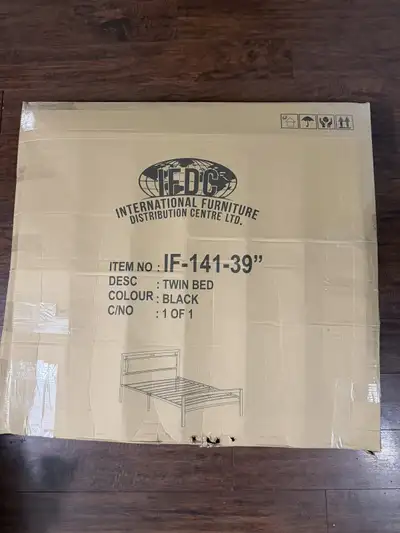 IFDC
INTERNATIONAL FURNITURE
DISTRIBUTION CENTRE LTD.
ITEM NO : IF-141-39”
DESC : TWIN BED
COLOUR : BLACK
C/NO : 1 OF 1